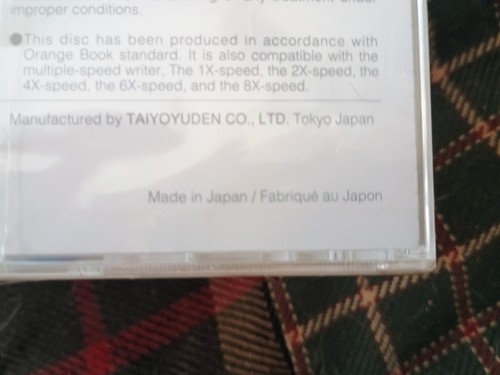 improper conditions.
●This disc has been produced in accordance with
Orange Book standard. It is also compatible with the
multiple-speed writer, The 1X-speed, the 2X-speed, the
4X-speed, the 6X-speed, and the 8X-speed.
Manufactured by TAIYOYUDEN CO., LTD. Tokyo Japan
Made in Japan / Fabriqué au Japon